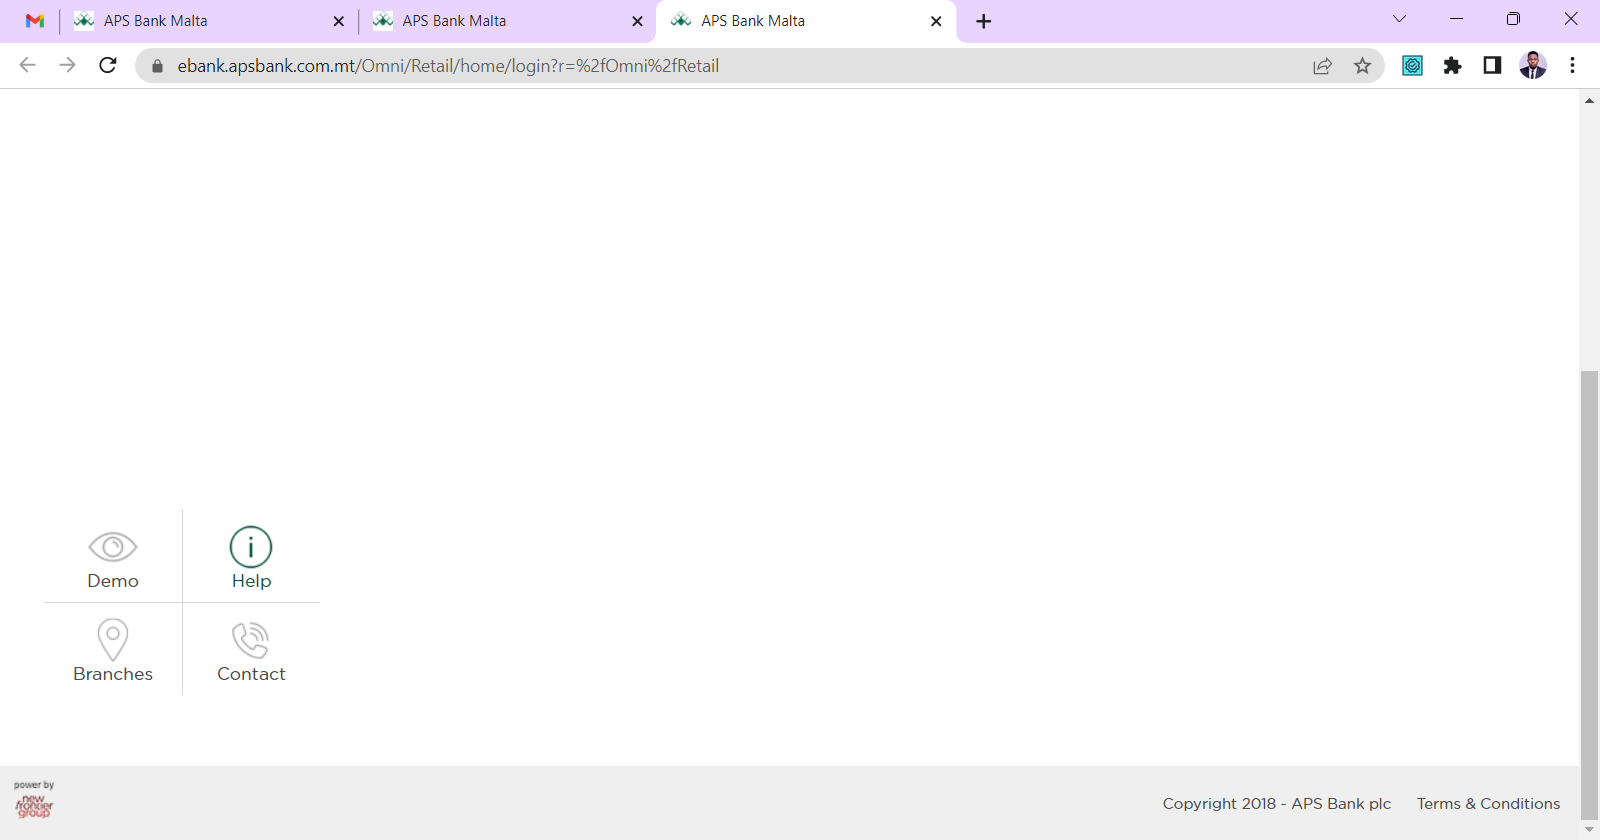 APS Bank Malta
APS Bank Malta
APS Bank Malta
ebank.apsbank.com.mt/Omni/Retail/home/login?r=%2fOmni%2fRetail
Demo
Help
Branches
Contact
power by
new
frontier
group
Copyright 2018 - APS Bank plc Terms & Conditions